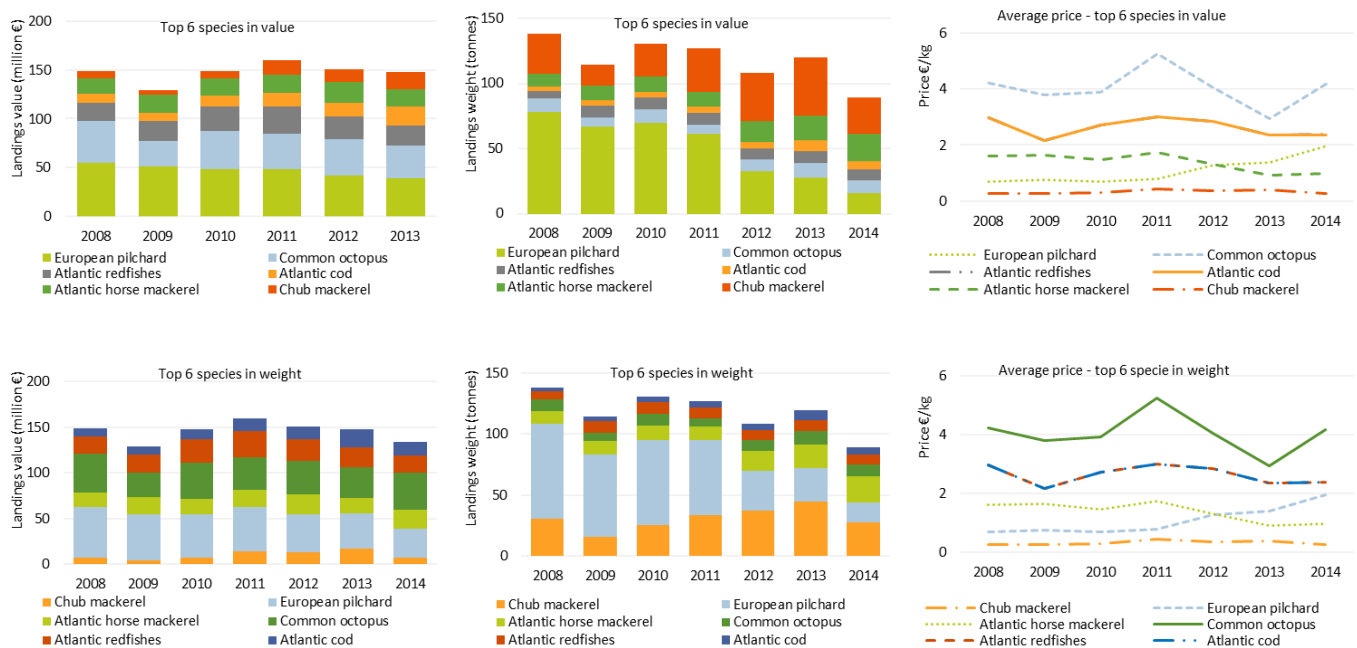 Top 6 species in value
Landings value (million €)
200
150
100
50
0
2008 2009 2010 2011 2012 2013
European pilchard Common octopus
Atlantic redfishes Atlantic cod
Atlantic horse mackerel Chub mackerel
Top 6 species in value
Landings weight (tonnes)
150
100
50
0
2008 2009 2010 2011 2012 2013 2014
European pilchard Common octopus
Atlantic redfishes Atlantic cod
Atlantic horse mackerel Chub mackerel
Average price - top 6 species in value
Price €/kg
6
4
2
0
2008 2009 2010 2011 2012 2013 2014
European pilchard Common octopus
Atlantic redfishes Atlantic cod
Atlantic horse mackerel Chub mackerel
Top 6 species in weight
Landings value (million €)
200
150
100
50
0
2008 2009 2010 2011 2012 2013 2014
Chub mackerel European pilchard
Atlantic horse mackerel Common octopus
Atlantic redfishes Atlantic cod
Top 6 species in weight
Landings weight (tonnes)
150
100
50
0
2008 2009 2010 2011 2012 2013 2014
Chub mackerel European pilchard
Atlantic horse mackerel Common octopus
Atlantic redfishes Atlantic cod
Average price - top 6 specie in weight
Price €/kg
6
4
2
0
2008 2009 2010 2011 2012 2013 2014
Chub mackerel European pilchard
Atlantic horse mackerel Common octopus
Atlantic redfishes Atlantic cod